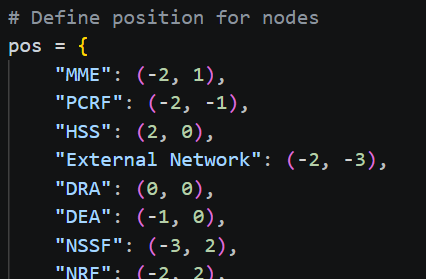 # Define position for nodes
pos = {
"MME": (-2, 1),
"PCRF": (-2, -1),
"HSS": (2, 0),
"External Network": (-2, -3),
"DRA": (0, 0),
"DEA": (-1, 0),
"NSSF": (-3, 2),
"NRF": (-2, 2),